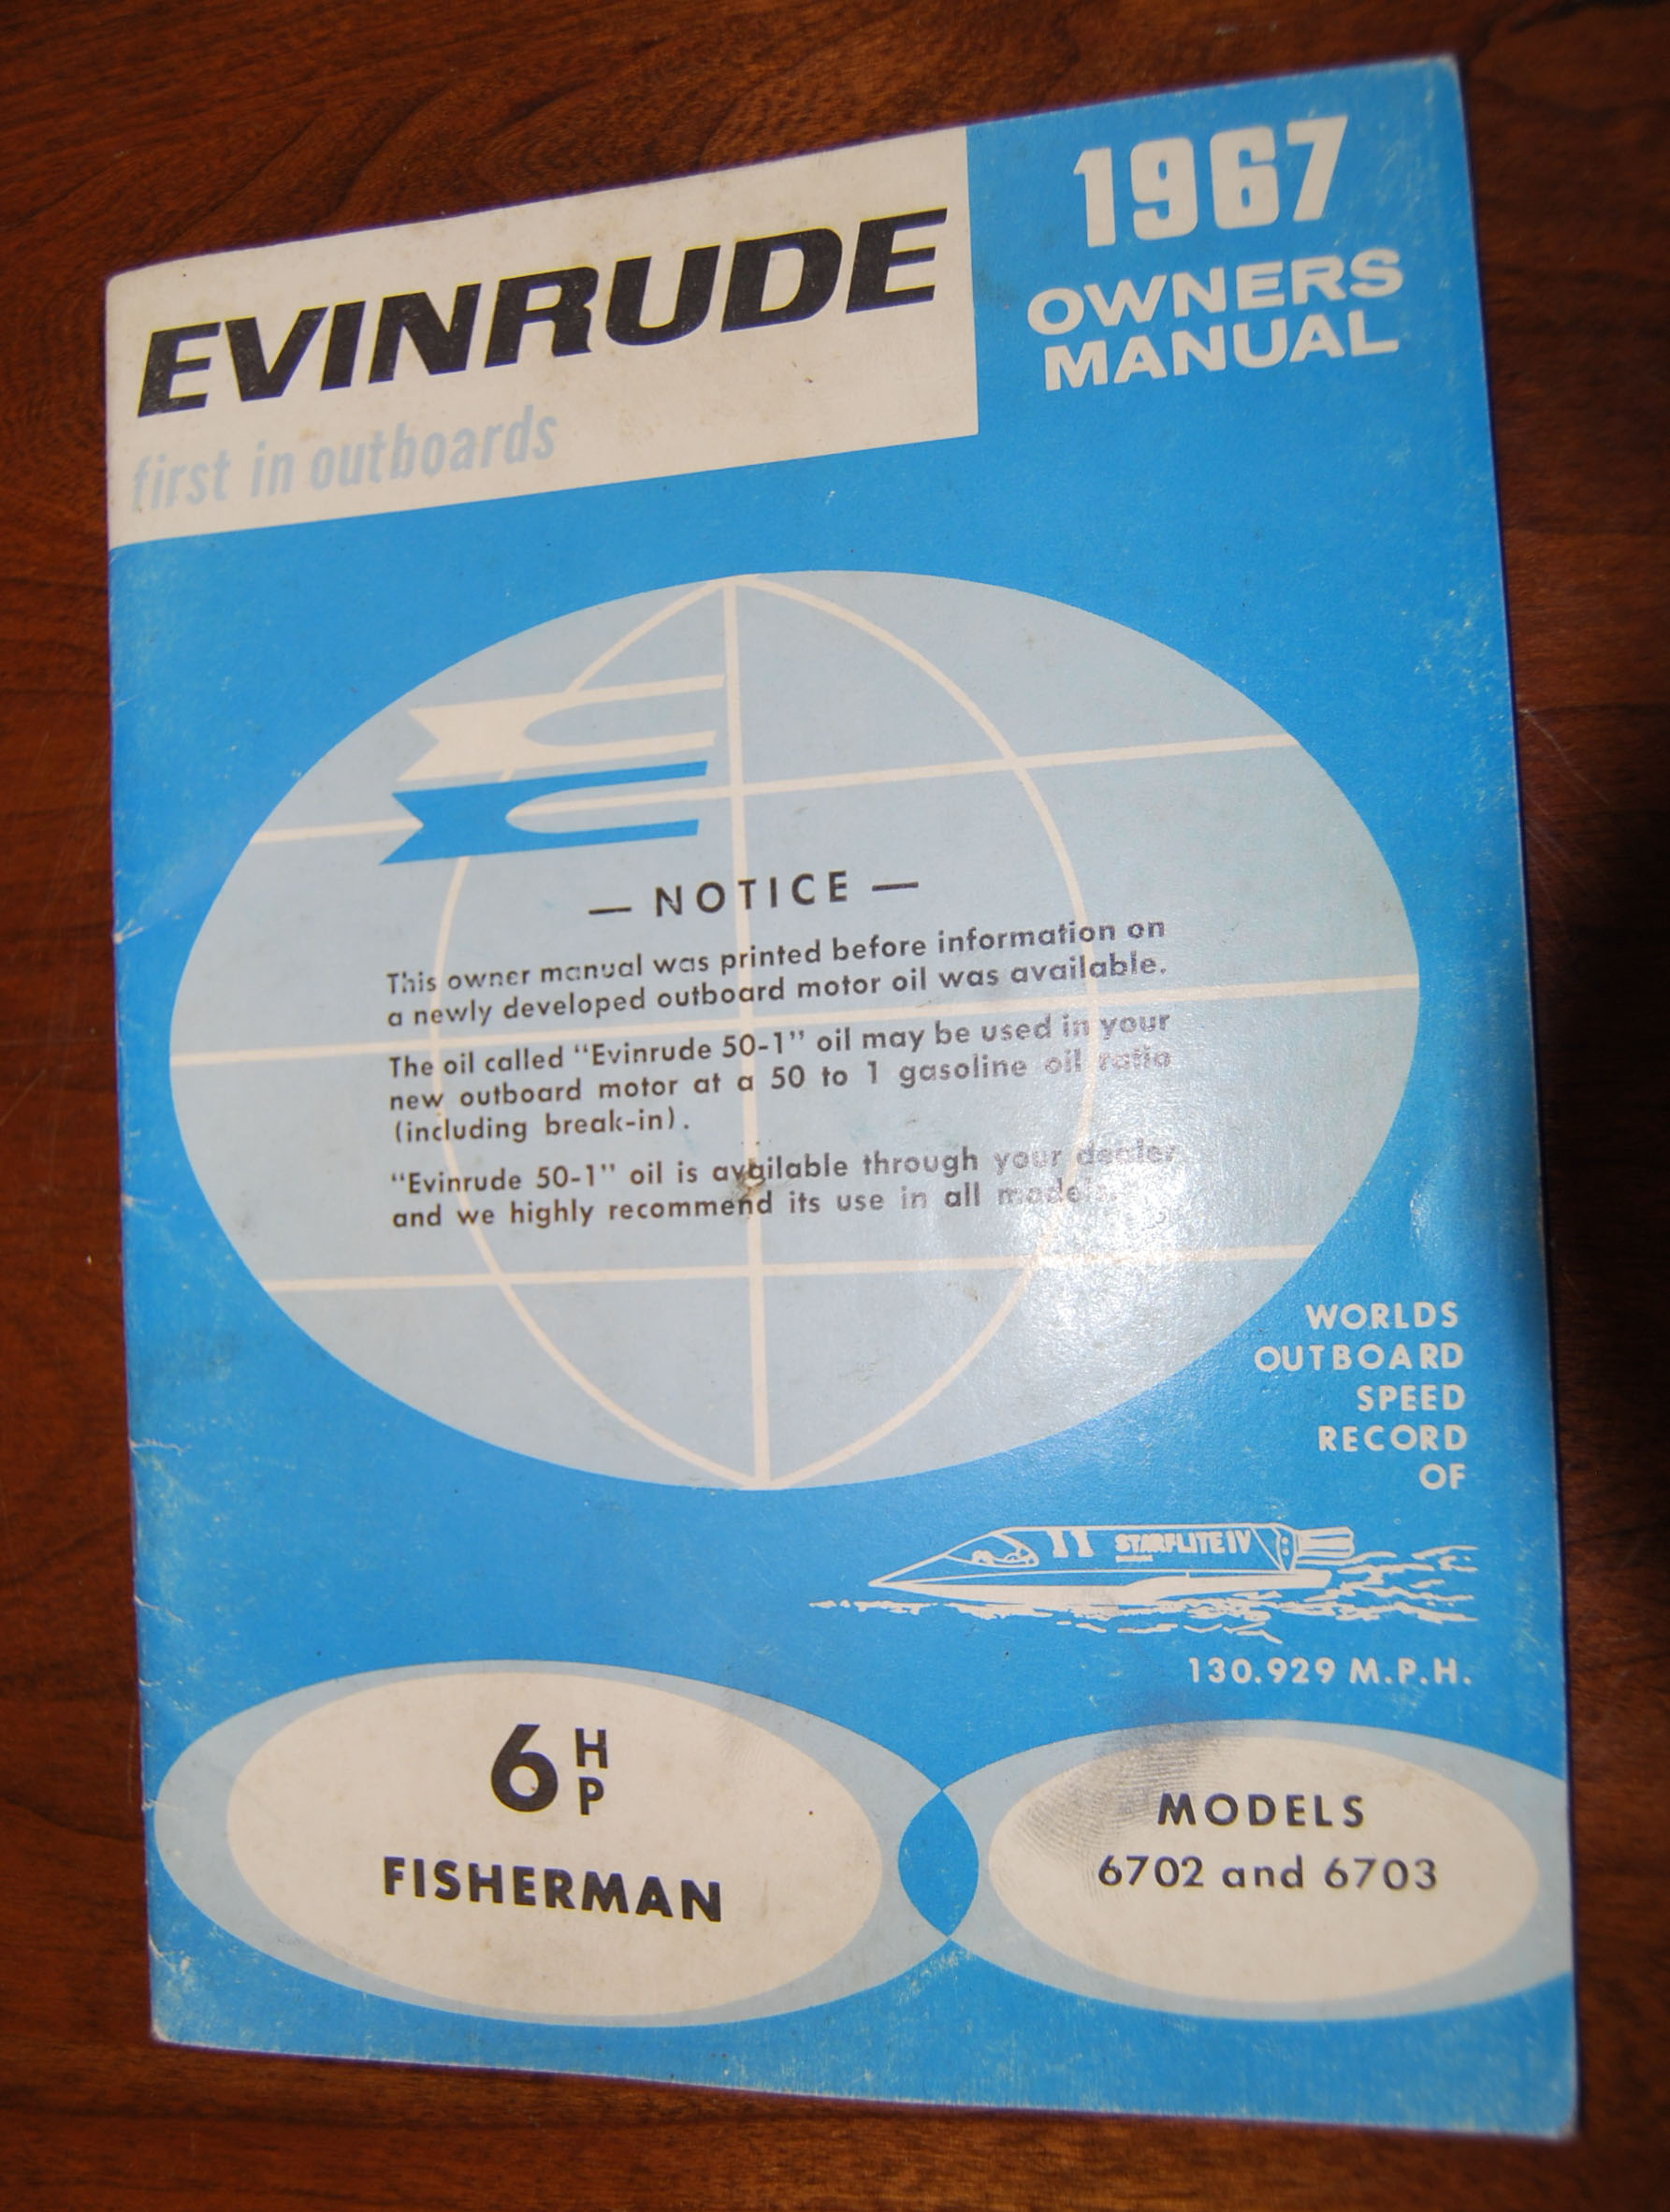 EVINRUDE
first in outboards
1967
OWNERS
MANUAL
— NOTICE —
This owner manual was printed before information on
a newly developed outboard motor oil was available.
The oil called “Evinrude 50-1” oil may be used in your
new outboard motor at a 50 to 1 gasoline oil ratio
(including break-in).
“Evinrude 50-1” oil is available through your dealer
and we highly recommend its use in all models.
WORLDS
OUTBOARD
SPEED
RECORD
OF
STARFLITE IV
130.929 M.P.H.
6 HP
FISHERMAN
MODELS
6702 and 6703